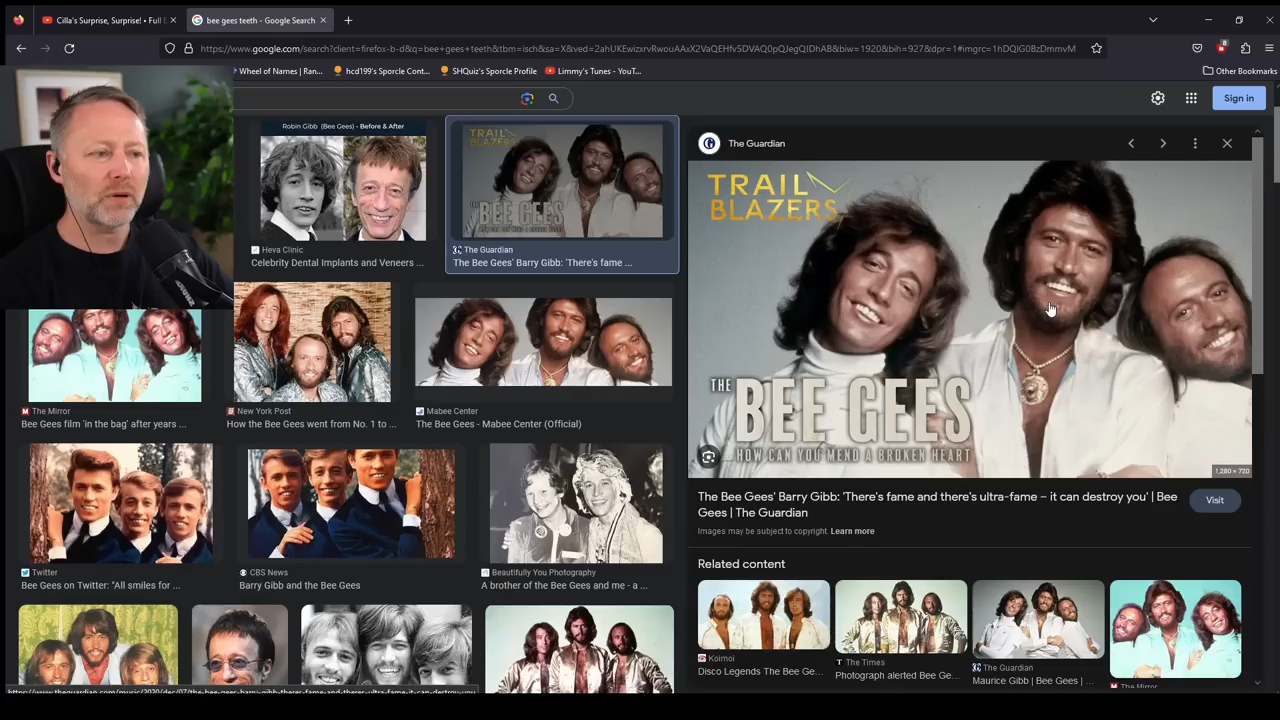 Cilla's Surprise, Surprise! • Full E
bee gees teeth - Google Search
https://www.google.com/search?client=firefox-b-d&q=bee+gees+teeth&tbm=isch&sa=X&ved=2ahUKEwizxrvRwouAAxX2VaQEHfv5DVAQ0pQJegQIDhAB&biw=1920&bih=927&dpr=1#imgrc=1hDQIG0BzDmmvM
8
Wheel of Names | Ran...
hcd199's Sporcle Cont...
SHQuiz's Sporcle Profile
Limmy's Tunes - YouT...
Other Bookmarks
Sign in
Robin Gibb (Bee Gees) - Before & After
Heva Clinic
Celebrity Dental Implants and Veneers ...
TRAIL
BLAZERS
THE
BEE GEES
The Guardian
The Bee Gees' Barry Gibb: 'There's fame ...
The Mirror
Bee Gees film 'in the bag' after years ...
New York Post
How the Bee Gees went from No. 1 to ...
Mabee Center
The Bee Gees - Mabee Center (Official)
Twitter
Bee Gees on Twitter: "All smiles for ...
CBS News
Barry Gibb and the Bee Gees
Beautifully You Photography
A brother of the Bee Gees and me - a ...
The Guardian
TRAIL
BLAZERS
THE
BEE GEES
HOW CAN YOU MEND A BROKEN HEART
1,280 × 720
The Bee Gees' Barry Gibb: 'There's fame and there's ultra-fame – it can destroy you' | Bee
Gees | The Guardian
Visit
Images may be subject to copyright. Learn more
Related content
Koimoi
Disco Legends The Bee Ge...
The Times
Photograph alerted Bee Ge...
The Guardian
Maurice Gibb | Bee Gees | ...
The Mirror